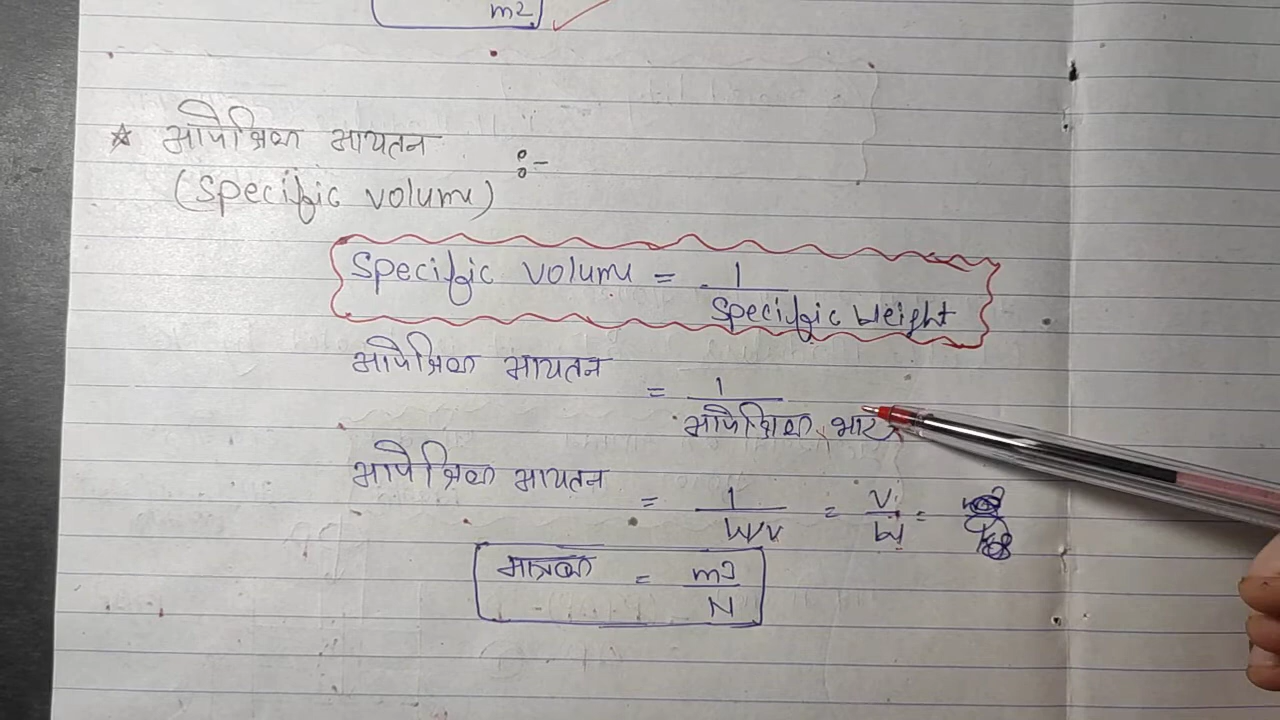 m2
★ आपेक्षिक आयतन :-
(Specific volume)
Specific volume = 1 / Specific weight
आपेक्षिक आयतन = 1 / आपेक्षिक भार
आपेक्षिक आयतन = 1 / W/V = V / W =
मात्रक = m3 / N